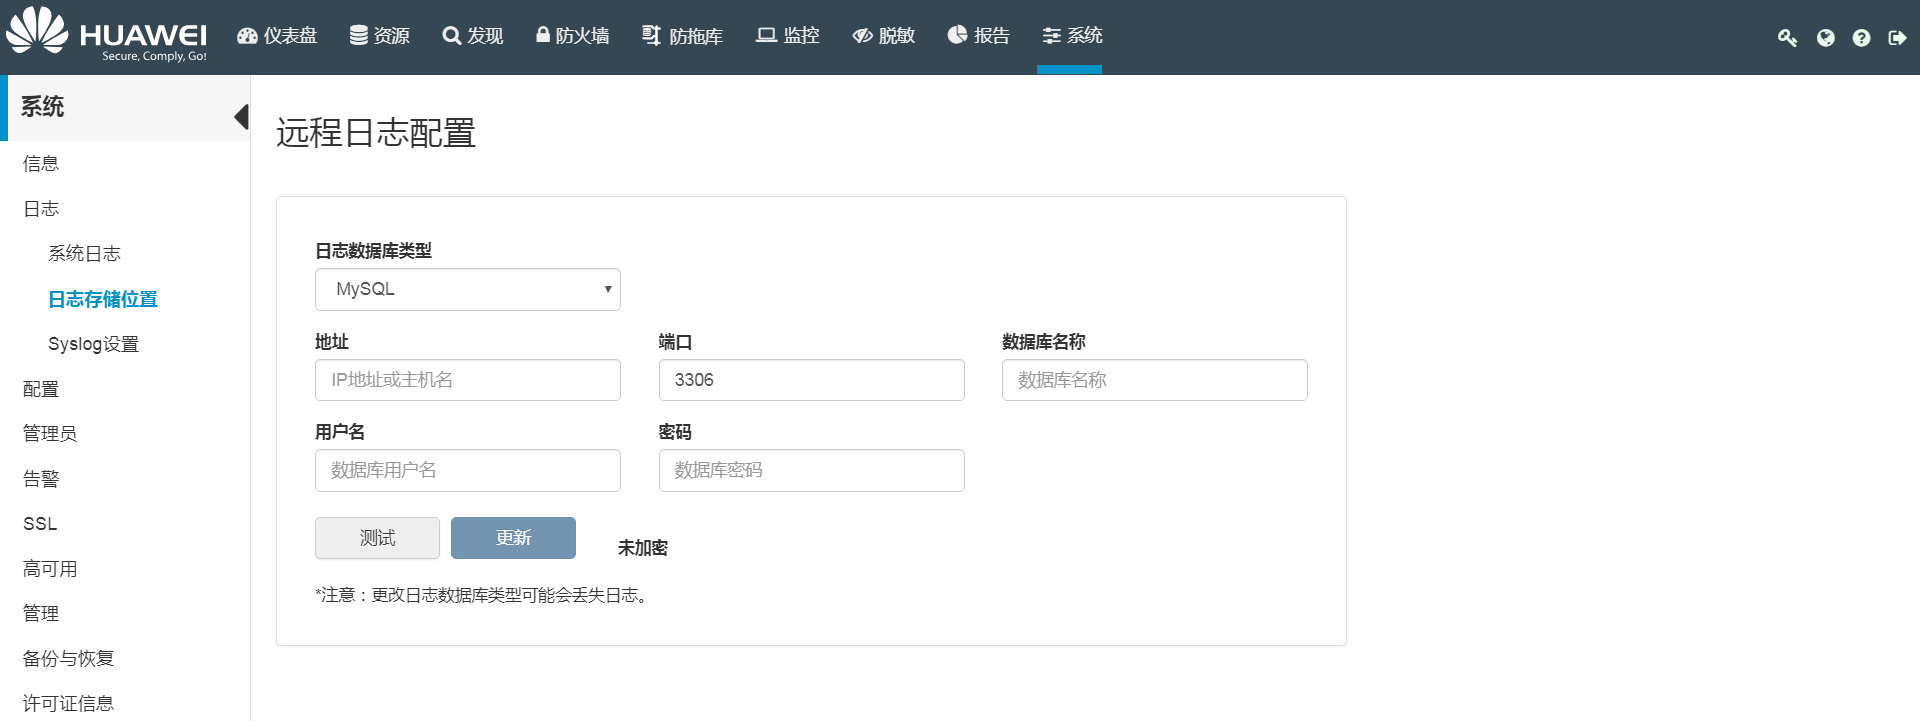 HUAWEI
Secure, Comply, Go!
仪表盘 资源 发现 防火墙 防拖库 监控 脱敏 报告 系统
系统
信息
日志
系统日志
日志存储位置
Syslog设置
配置
管理员
告警
SSL
高可用
管理
备份与恢复
许可证信息
远程日志配置
日志数据库类型
MySQL
地址 端口 数据库名称
IP地址或主机名 3306 数据库名称
用户名 密码
数据库用户名 数据库密码
测试 更新 未加密
*注意：更改日志数据库类型可能会丢失日志。